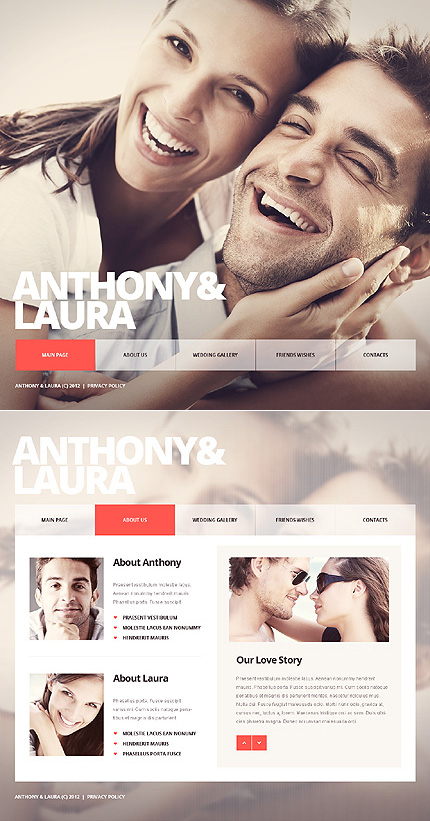 ANTHONY&
LAURA
MAIN PAGE
ABOUT US
WEDDING GALLERY
FRIENDS WISHES
CONTACTS
ANTHONY & LAURA (C) 2012 | PRIVACY POLICY
ANTHONY&
LAURA
MAIN PAGE
ABOUT US
WEDDING GALLERY
FRIENDS WISHES
CONTACTS
About Anthony
Praesent vestibulum molestie lacus.
Aenean nonummy hendrerit mauris.
Phasellus porta. Fusce suscipit
PRAESENT VESTIBULUM
MOLESTIE LACUS EAN NONUMMY
HENDRERIT MAURIS
About Laura
Phasellus porta. Fusce suscipit
varius mi. Cum sociis natoque pena-
tibus et magnis dis parturient
MOLESTIE LACUS EAN NONUMY
HENDRERIT MAURIS
PHASELLUS PORTA FUSCE
Our Love Story
Praesent vestibulum molestie lacus. Aenean nonummy hendrerit
mauris. Phasellus porta. Fusce suscipit varius mi. Cum sociis natoque
penatibus et magnis dis parturient montes, nascetur ridiculus mus.
Nulla dui. Fusce feugiat malesuada odio. Morbi nunc odio, gravida at,
cursus nec, luctus a, lorem. Maecenas tristique orci ac sem. Duis ultri-
cies pharetra magna. Donec accumsan malesuada orci.
ANTHONY & LAURA (C) 2012 | PRIVACY POLICY